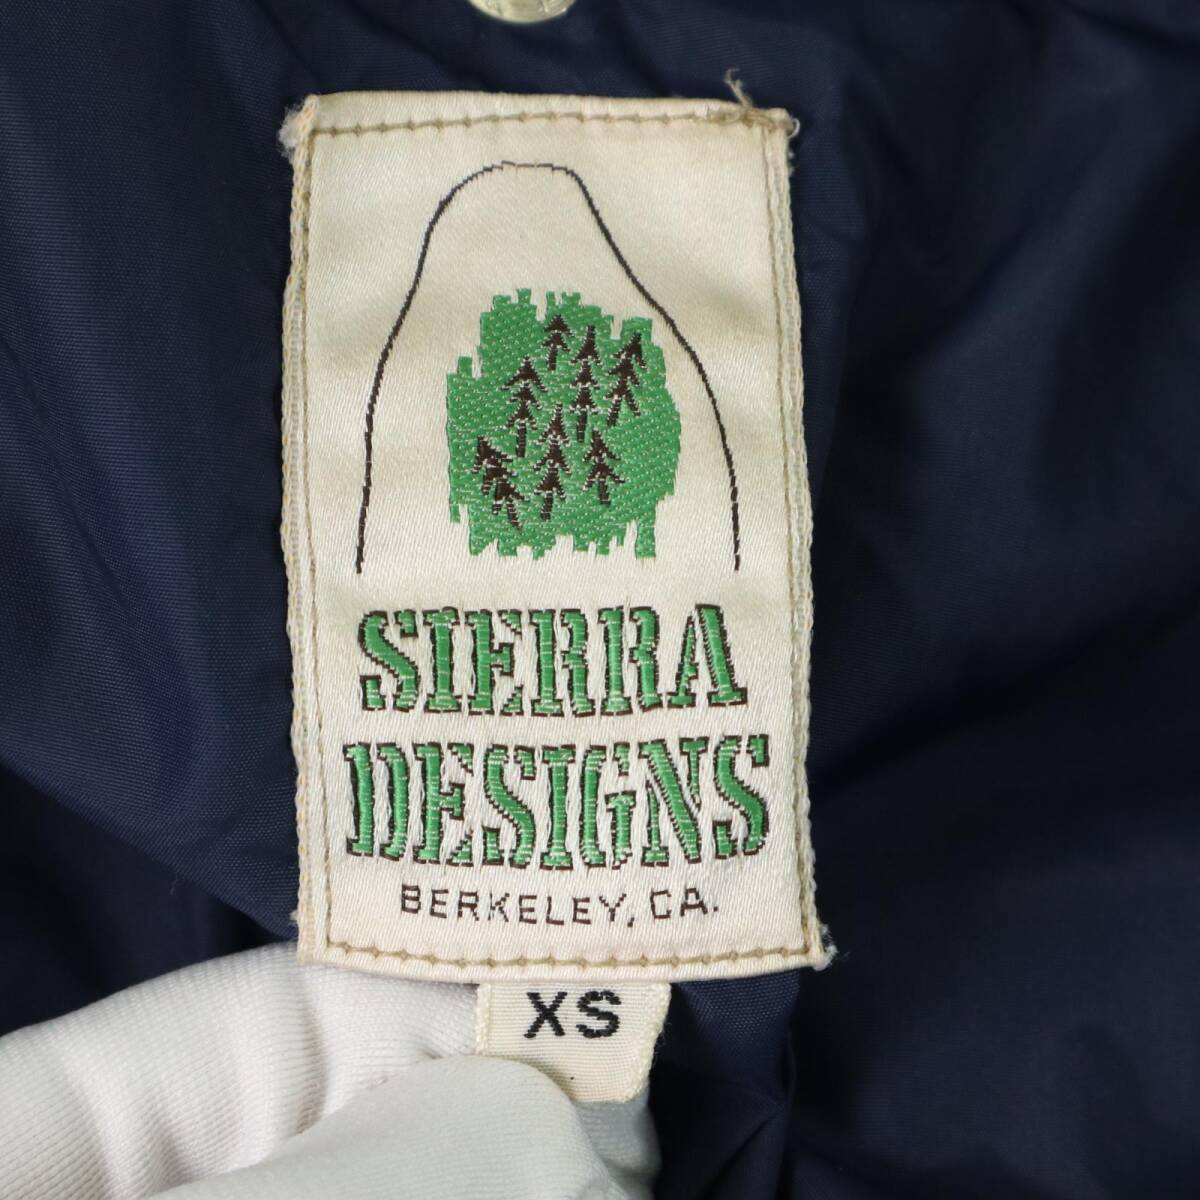 SIERRA
DESIGNS
BERKELEY, CA.
XS